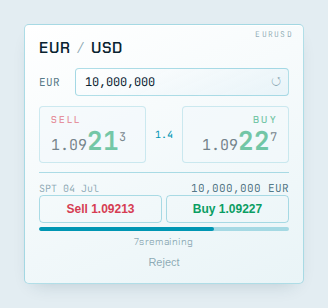 EURUSD
EUR / USD
EUR 10,000,000
SELL BUY
1.09213 1.4 1.09227
SPT 04 Jul 10,000,000 EUR
Sell 1.09213 Buy 1.09227
7sremaining
Reject